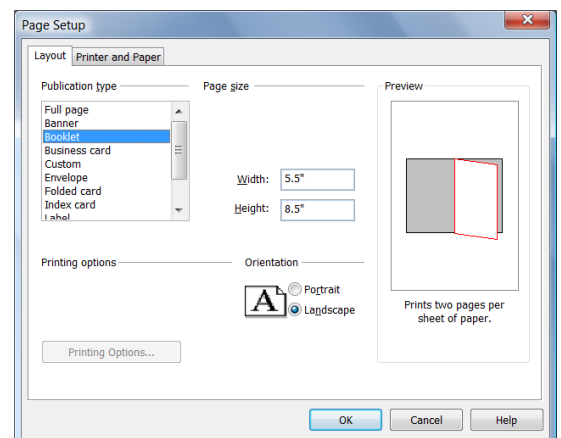 Page Setup
Layout
Printer and Paper
Publication type
Page size
Preview
Full page
Banner
Booklet
Business card
Custom
Envelope
Folded card
Index card
Label
Width: 5.5"
Height: 8.5"
Printing options
Orientation
A
Portrait
Landscape
Prints two pages per
sheet of paper.
Printing Options...
OK
Cancel
Help